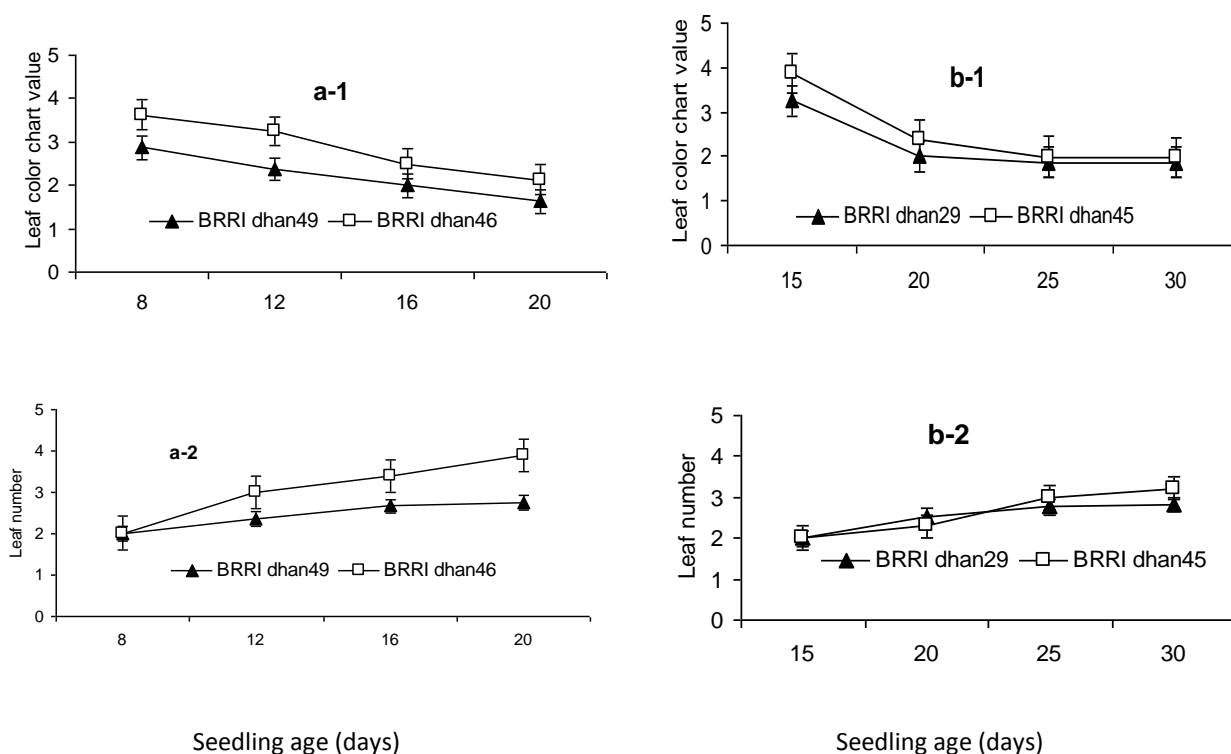 Leaf color chart value
5
4
3
2
1
0
a-1
BRRI dhan49 BRRI dhan46
8 12 16 20
Leaf color chart value
5
4
3
2
1
0
b-1
BRRI dhan29 BRRI dhan45
15 20 25 30
Leaf number
5
4
3
2
1
0
a-2
BRRI dhan49 BRRI dhan46
8 12 16 20
Seedling age (days)
Leaf number
5
4
3
2
1
0
b-2
BRRI dhan29 BRRI dhan45
15 20 25 30
Seedling age (days)